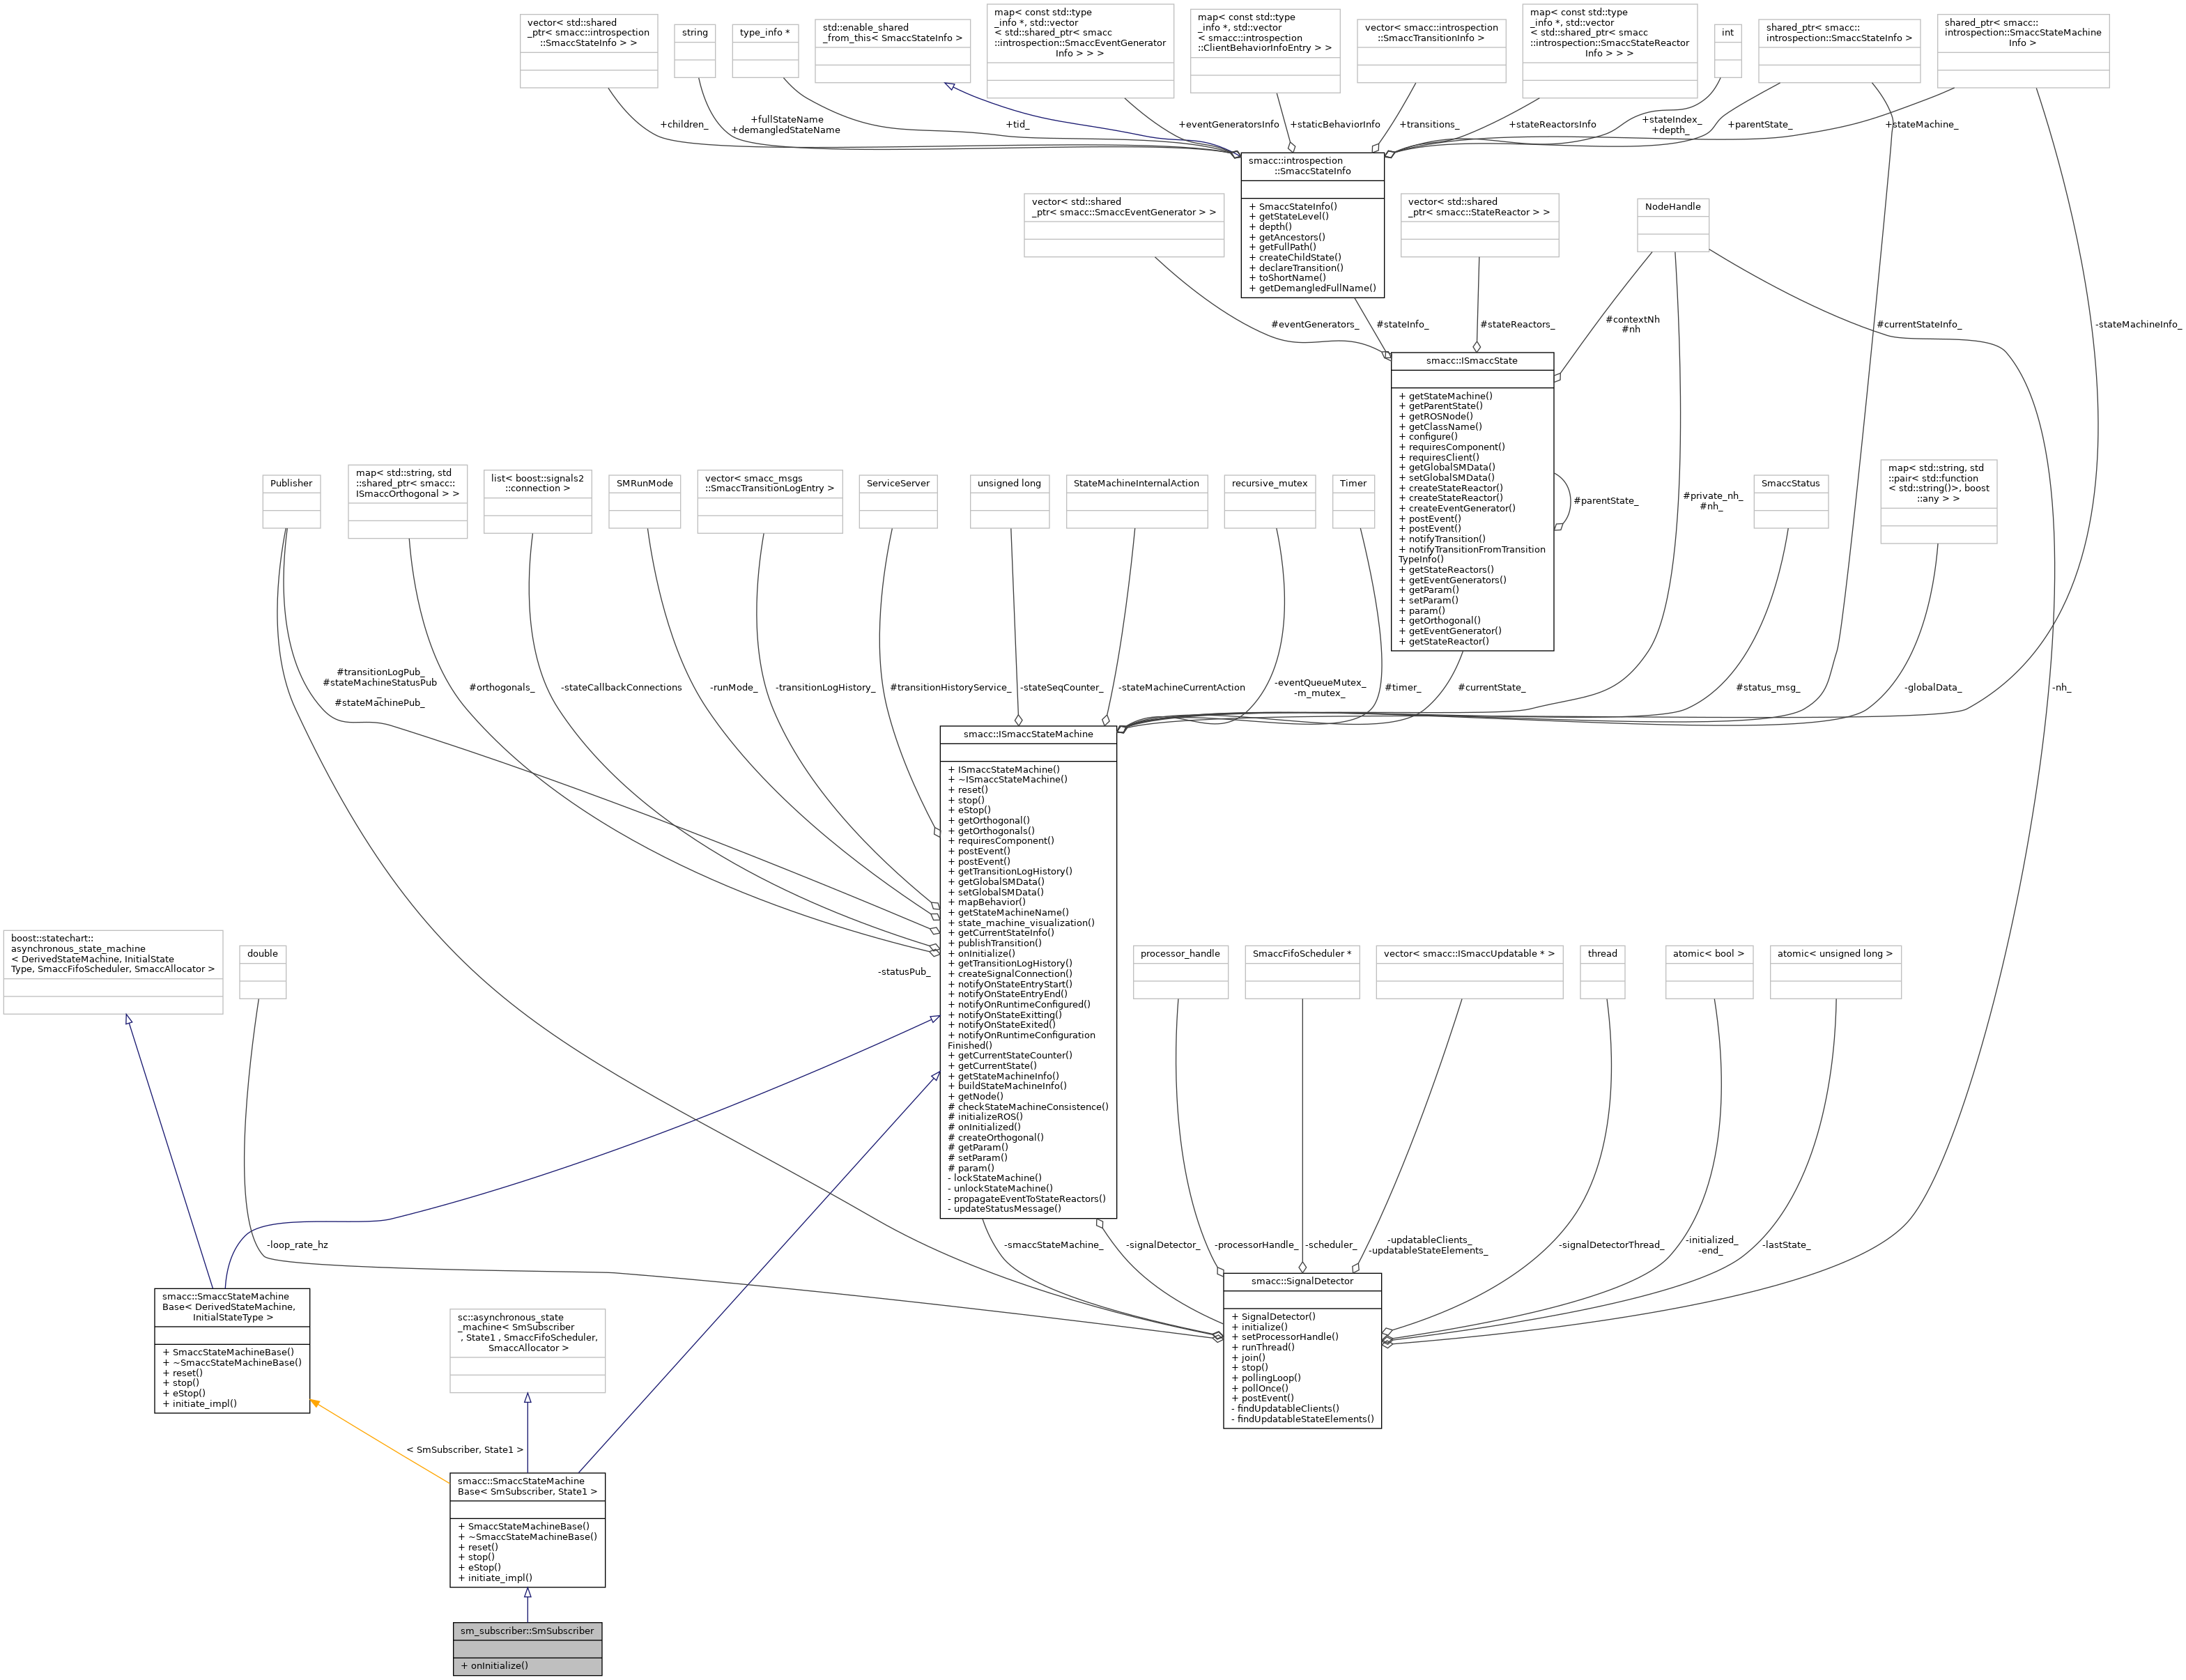 vector< std::shared
_ptr< smacc::introspection
::SmaccStateInfo > >
string
type_info *
std::enable_shared
_from_this< SmaccStateInfo >
map< const std::type
_info *, std::vector
< std::shared_ptr< smacc
::introspection::SmaccEventGenerator
Info > > >
map< const std::type
_info *, std::vector
< smacc::introspection
::ClientBehaviorInfoEntry > >
vector< smacc::introspection
::SmaccTransitionInfo >
map< const std::type
_info *, std::vector
< std::shared_ptr< smacc
::introspection::SmaccStateReactor
Info > > >
int
shared_ptr< smacc::
introspection::SmaccStateInfo >
shared_ptr< smacc::
introspection::SmaccStateMachine
Info >
+children_
+fullStateName
+demangledStateName
+tid_
+eventGeneratorsInfo
+staticBehaviorInfo
+transitions_
+stateReactorsInfo
+stateIndex_
+depth_
+parentState_
+stateMachine_
smacc::introspection
::SmaccStateInfo
+ SmaccStateInfo()
+ getStateLevel()
+ depth()
+ getAncestors()
+ getFullPath()
+ createChildState()
+ declareTransition()
+ toShortName()
+ getDemangledFullName()
vector< std::shared
_ptr< smacc::SmaccEventGenerator > >
vector< std::shared
_ptr< smacc::StateReactor > >
NodeHandle
#eventGenerators_
#stateInfo_
#stateReactors_
#contextNh
#nh
#currentStateInfo_
-stateMachineInfo_
smacc::ISmaccState
+ getStateMachine()
+ getParentState()
+ getROSNode()
+ getClassName()
+ configure()
+ requiresComponent()
+ requiresClient()
+ getGlobalSMData()
+ setGlobalSMData()
+ createStateReactor()
+ createStateReactor()
+ createEventGenerator()
+ postEvent()
+ postEvent()
+ notifyTransition()
+ notifyTransitionFromTransition
TypeInfo()
+ getStateReactors()
+ getEventGenerators()
+ getParam()
+ setParam()
+ param()
+ getOrthogonal()
+ getEventGenerator()
+ getStateReactor()
#parentState_
#private_nh_
#nh_
Publisher
map< std::string, std
::shared_ptr< smacc::
ISmaccOrthogonal > >
list< boost::signals2
::connection >
SMRunMode
vector< smacc_msgs
::SmaccTransitionLogEntry >
ServiceServer
unsigned long
StateMachineInternalAction
recursive_mutex
Timer
SmaccStatus
map< std::string, std
::pair< std::function
< std::string()>, boost
::any > >
#transitionLogPub_
#stateMachineStatusPub
_
#stateMachinePub_
#orthogonals_
-stateCallbackConnections
-runMode_
-transitionLogHistory_
#transitionHistoryService_
-stateSeqCounter_
-stateMachineCurrentAction
-eventQueueMutex_
-m_mutex_
#timer_
#currentState_
#status_msg_
-globalData_
-nh_
smacc::ISmaccStateMachine
+ ISmaccStateMachine()
+ ~ISmaccStateMachine()
+ reset()
+ stop()
+ eStop()
+ getOrthogonal()
+ getOrthogonals()
+ requiresComponent()
+ postEvent()
+ postEvent()
+ getTransitionLogHistory()
+ getGlobalSMData()
+ setGlobalSMData()
+ mapBehavior()
+ getStateMachineName()
+ state_machine_visualization()
+ getCurrentStateInfo()
+ publishTransition()
+ onInitialize()
+ getTransitionLogHistory()
+ createSignalConnection()
+ notifyOnStateEntryStart()
+ notifyOnStateEntryEnd()
+ notifyOnRuntimeConfigured()
+ notifyOnStateExitting()
+ notifyOnStateExited()
+ notifyOnRuntimeConfiguration
Finished()
+ getCurrentStateCounter()
+ getCurrentState()
+ getStateMachineInfo()
+ buildStateMachineInfo()
+ getNode()
# checkStateMachineConsistence()
# initializeROS()
# onInitialized()
# createOrthogonal()
# getParam()
# setParam()
# param()
- lockStateMachine()
- unlockStateMachine()
- propagateEventToStateReactors()
- updateStatusMessage()
boost::statechart::
asynchronous_state_machine
< DerivedStateMachine, InitialState
Type, SmaccFifoScheduler, SmaccAllocator >
double
-statusPub_
processor_handle
SmaccFifoScheduler *
vector< smacc::ISmaccUpdatable * >
thread
atomic< bool >
atomic< unsigned long >
-loop_rate_hz
-smaccStateMachine_
-signalDetector_
-processorHandle_
-scheduler_
-updatableClients_
-updatableStateElements_
-signalDetectorThread_
-initialized_
-end_
-lastState_
smacc::SmaccStateMachine
Base< DerivedStateMachine,
InitialStateType >
+ SmaccStateMachineBase()
+ ~SmaccStateMachineBase()
+ reset()
+ stop()
+ eStop()
+ initiate_impl()
sc::asynchronous_state
_machine< SmSubscriber
, State1 , SmaccFifoScheduler,
SmaccAllocator >
smacc::SignalDetector
+ SignalDetector()
+ initialize()
+ setProcessorHandle()
+ runThread()
+ join()
+ stop()
+ pollingLoop()
+ pollOnce()
+ postEvent()
- findUpdatableClients()
- findUpdatableStateElements()
< SmSubscriber, State1 >
smacc::SmaccStateMachine
Base< SmSubscriber, State1 >
+ SmaccStateMachineBase()
+ ~SmaccStateMachineBase()
+ reset()
+ stop()
+ eStop()
+ initiate_impl()
sm_subscriber::SmSubscriber
+ onInitialize()